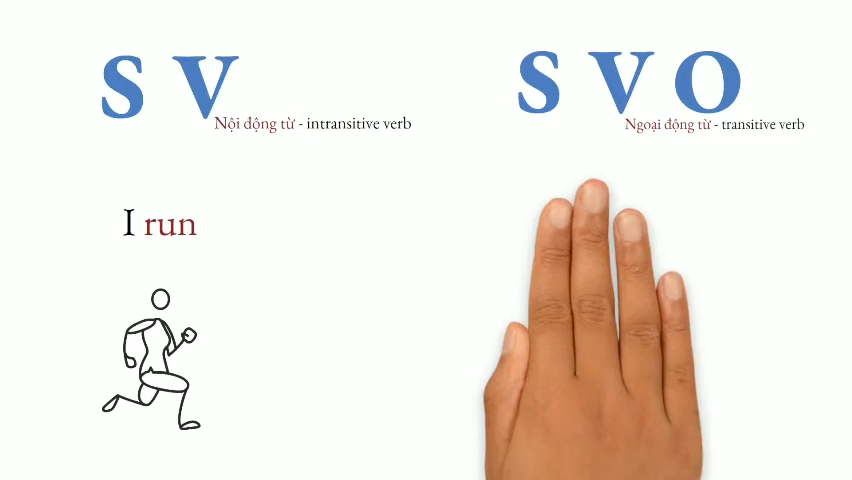 S V
Nội động từ - intransitive verb
I run
S V O
Ngoại động từ - transitive verb